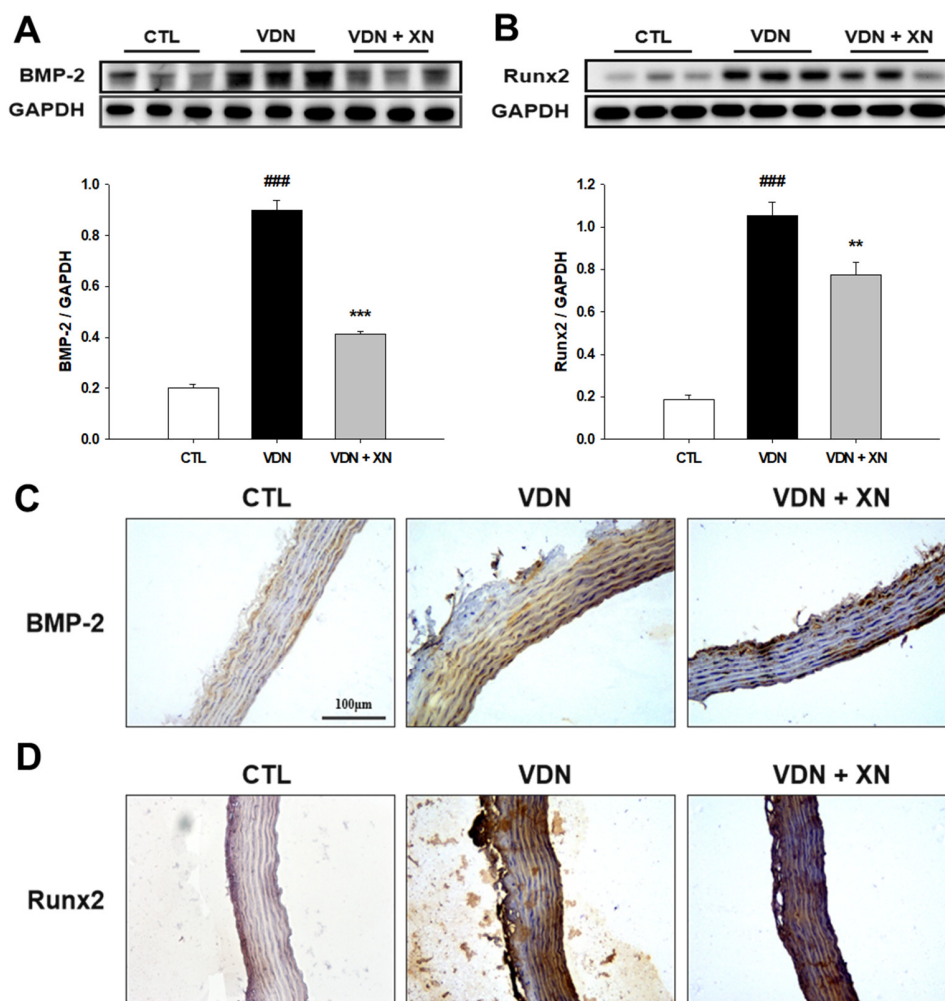 A
CTL VDN VDN + XN
BMP-2
GAPDH
1.0
0.8
0.6
0.4
0.2
0.0
BMP-2 / GAPDH
###
***
CTL VDN VDN + XN
B
CTL VDN VDN + XN
Runx2
GAPDH
1.2
1.0
0.8
0.6
0.4
0.2
0.0
Runx2 / GAPDH
###
**
CTL VDN VDN + XN
C
CTL VDN VDN + XN
BMP-2
100μm
D
CTL VDN VDN + XN
Runx2